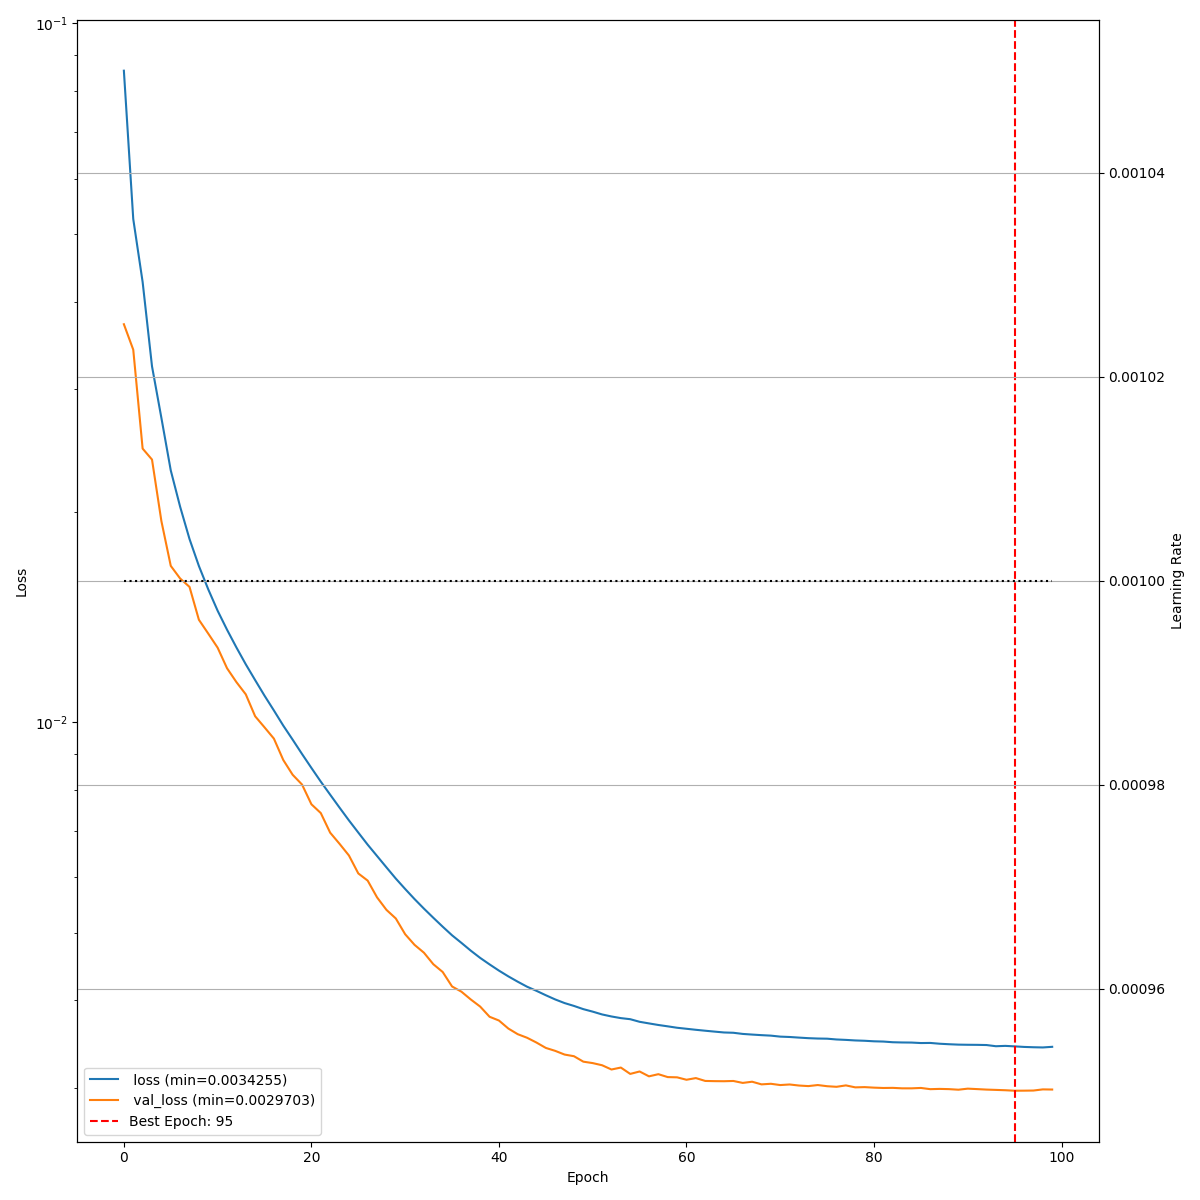 10⁻¹
10⁻²
Loss
0.00104
0.00102
0.00100
0.00098
0.00096
Learning Rate
loss (min=0.0034255)
val_loss (min=0.0029703)
Best Epoch: 95
0 20 40 60 80 100
Epoch